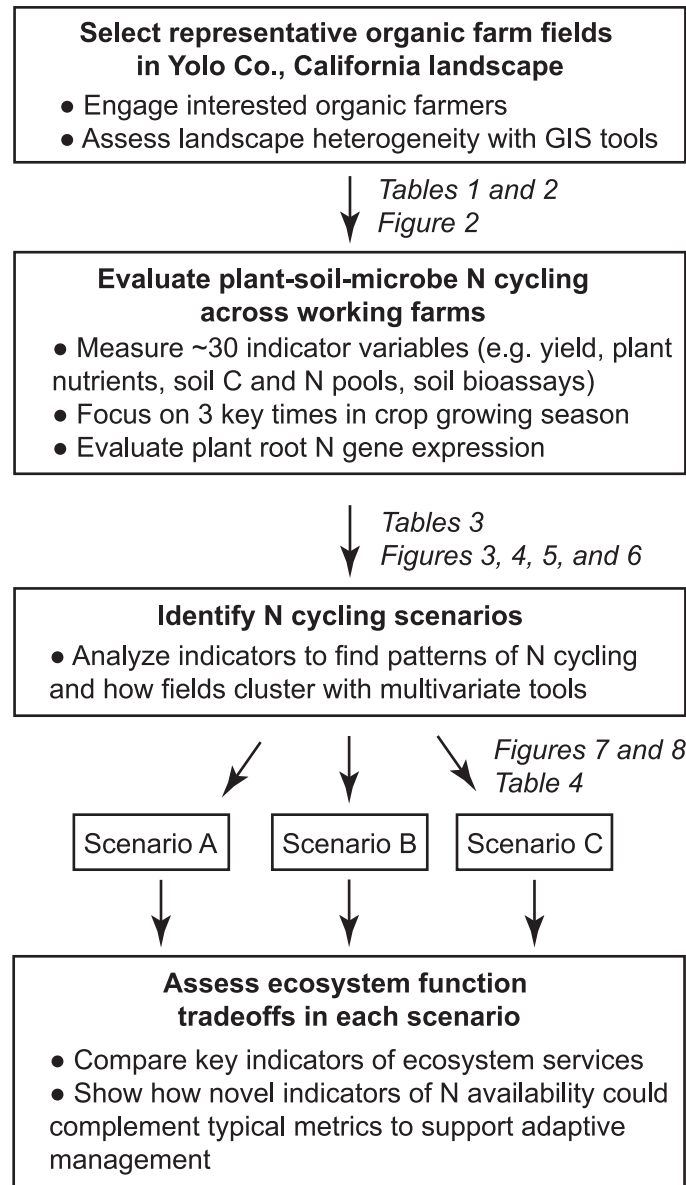 Select representative organic farm fields
in Yolo Co., California landscape
● Engage interested organic farmers
● Assess landscape heterogeneity with GIS tools
Tables 1 and 2
Figure 2
Evaluate plant-soil-microbe N cycling
across working farms
● Measure ~30 indicator variables (e.g. yield, plant
nutrients, soil C and N pools, soil bioassays)
● Focus on 3 key times in crop growing season
● Evaluate plant root N gene expression
Tables 3
Figures 3, 4, 5, and 6
Identify N cycling scenarios
● Analyze indicators to find patterns of N cycling
and how fields cluster with multivariate tools
Figures 7 and 8
Table 4
Scenario A
Scenario B
Scenario C
Assess ecosystem function
tradeoffs in each scenario
● Compare key indicators of ecosystem services
● Show how novel indicators of N availability could
complement typical metrics to support adaptive
management